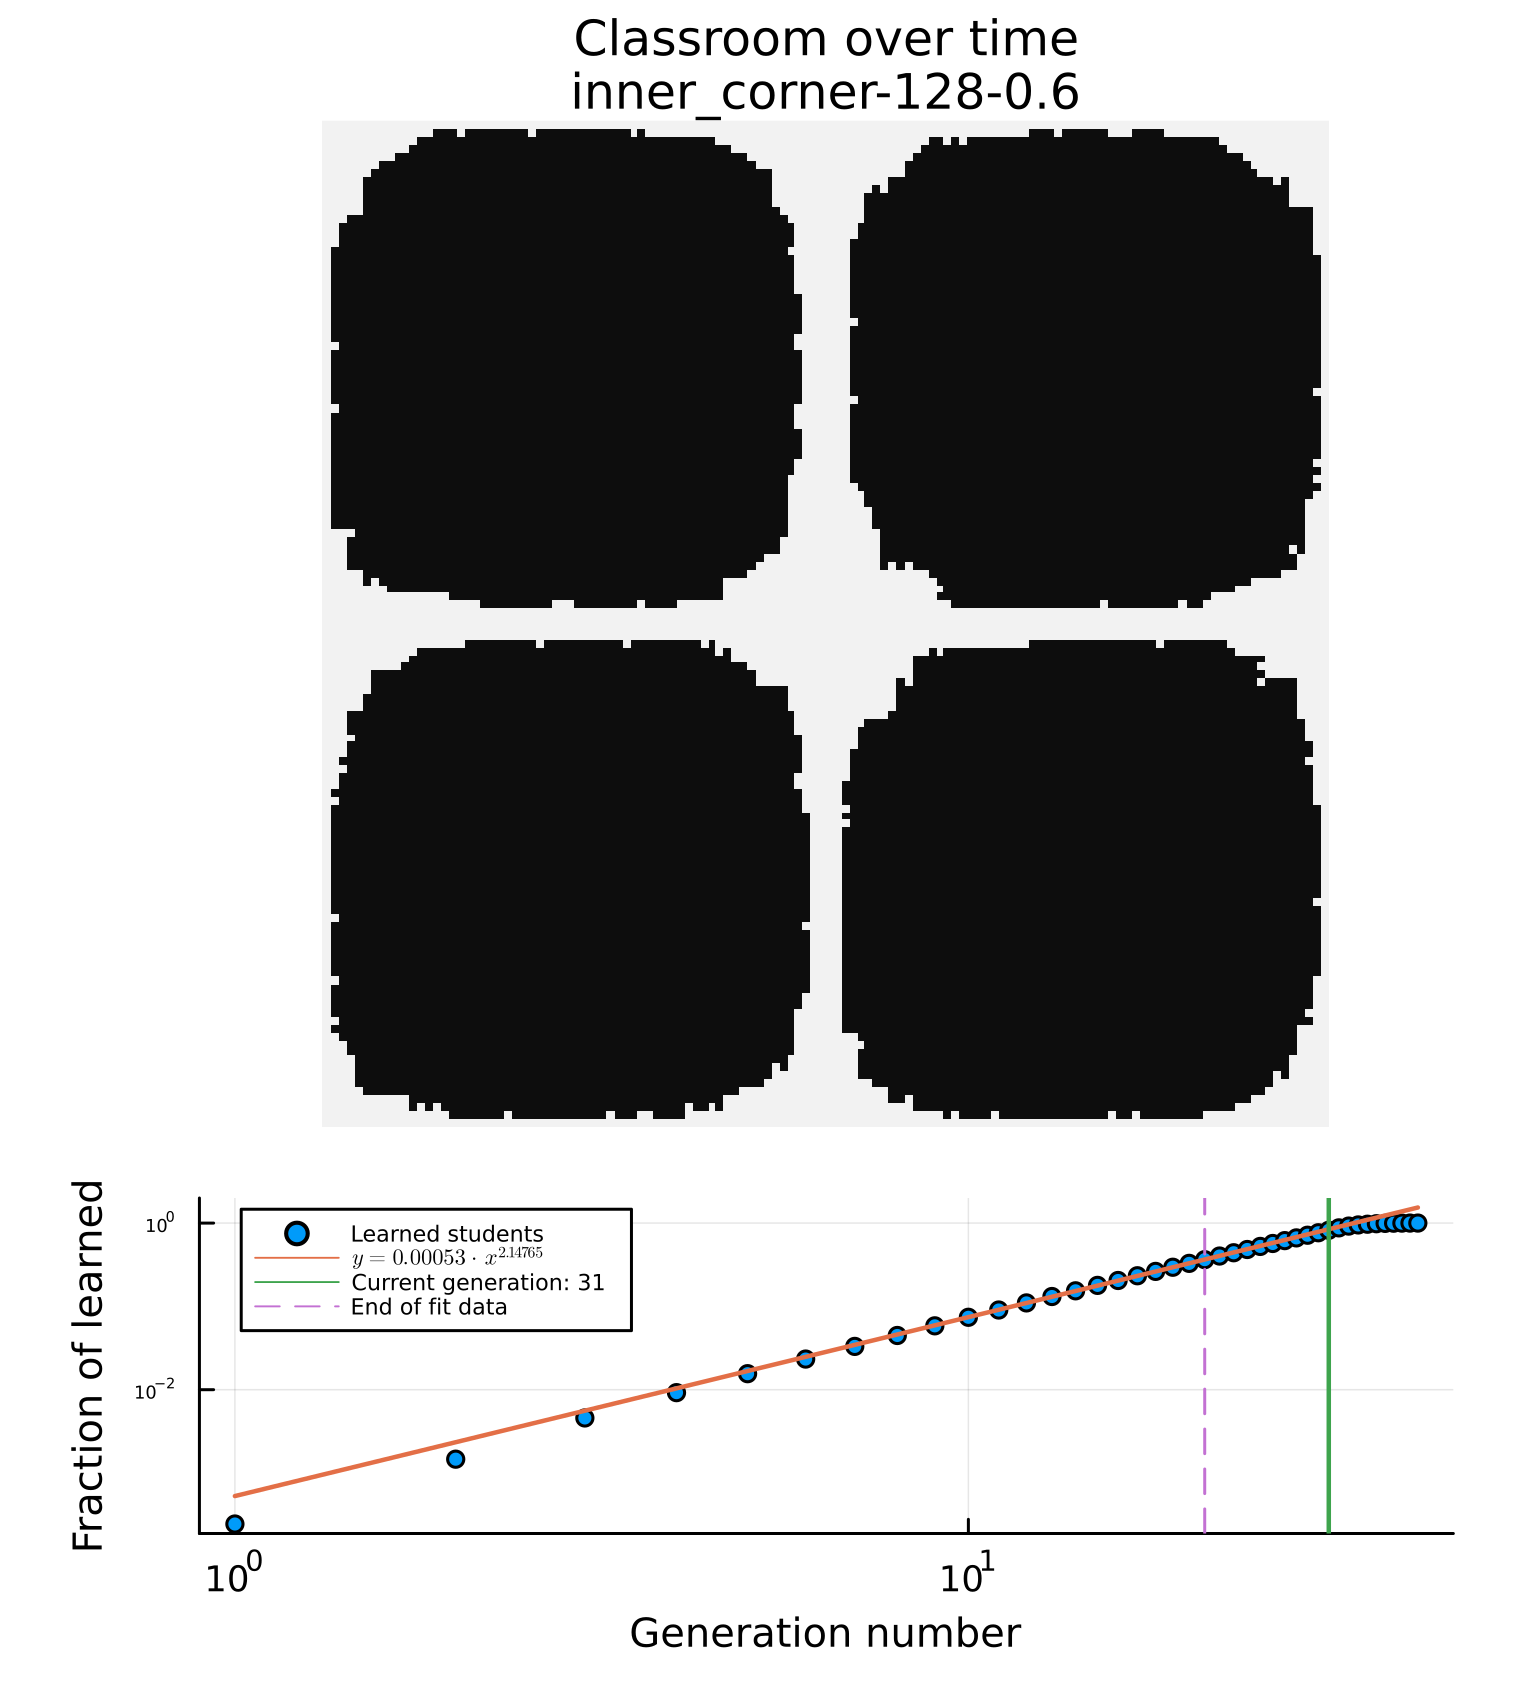 Classroom over time
inner_corner-128-0.6
Fraction of learned
10^0
10^-2
Learned students
y = 0.00053 · x^2.14765
Current generation: 31
End of fit data
10^0
10^1
Generation number